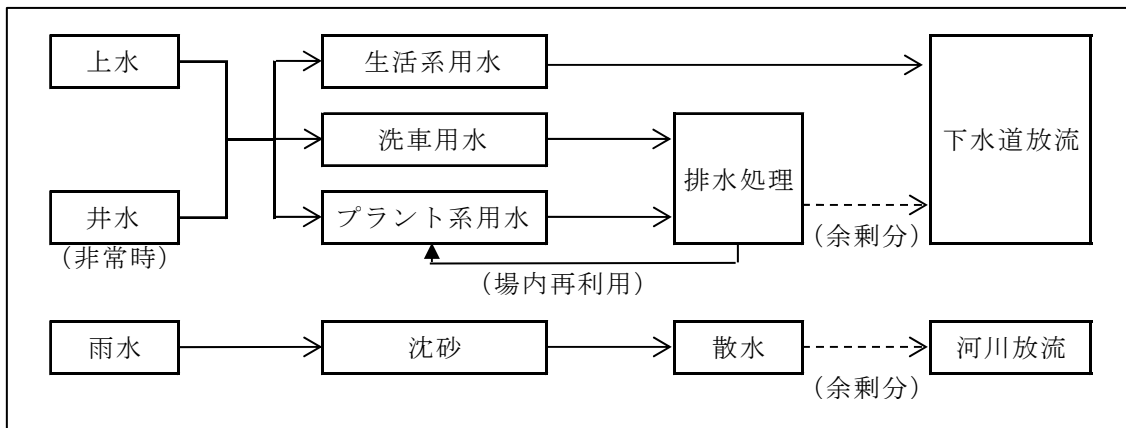 上水
生活系用水
下水道放流
洗車用水
排水処理
井水
(非常時)
プラント系用水
(余剰分)
(場内再利用)
雨水
沈砂
散水
河川放流
(余剰分)